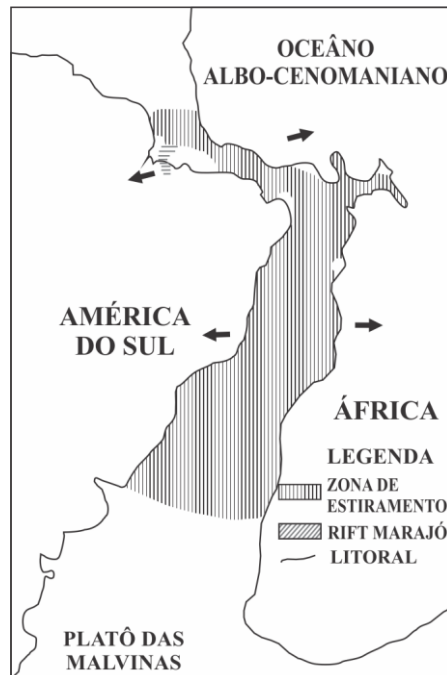 OCEÂNO
ALBO-CENOMANIANO
AMÉRICA
DO SUL
ÁFRICA
LEGENDA
ZONA DE
ESTIRAMENTO
RIFT MARAJÓ
LITORAL
PLATÔ DAS
MALVINAS